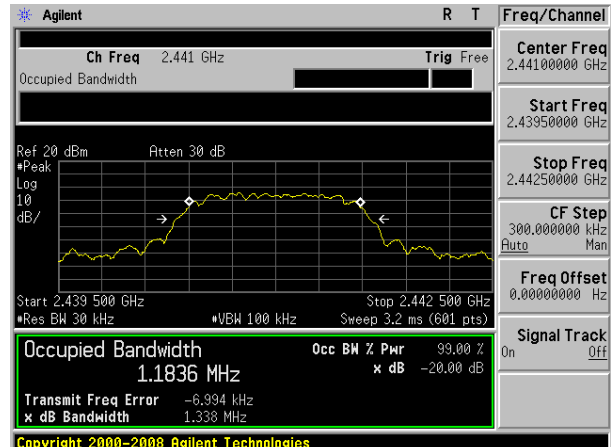 Agilent R T Freq/Channel
Ch Freq 2.441 GHz Trig Free
Occupied Bandwidth
Center Freq
2.44100000 GHz
Start Freq
2.43950000 GHz
Stop Freq
2.44250000 GHz
CF Step
300.000000 kHz
Auto Man
Freq Offset
0.00000000 Hz
Signal Track
On Off
Ref 20 dBm Atten 30 dB
#Peak
Log
10
dB/
Start 2.439 500 GHz Stop 2.442 500 GHz
#Res BW 30 kHz #VBW 100 kHz Sweep 3.2 ms (601 pts)
Occupied Bandwidth Occ BW % Pwr 99.00 %
1.1836 MHz x dB -20.00 dB
Transmit Freq Error -6.994 kHz
x dB Bandwidth 1.338 MHz
Copyright 2000-2008 Agilent Technologies